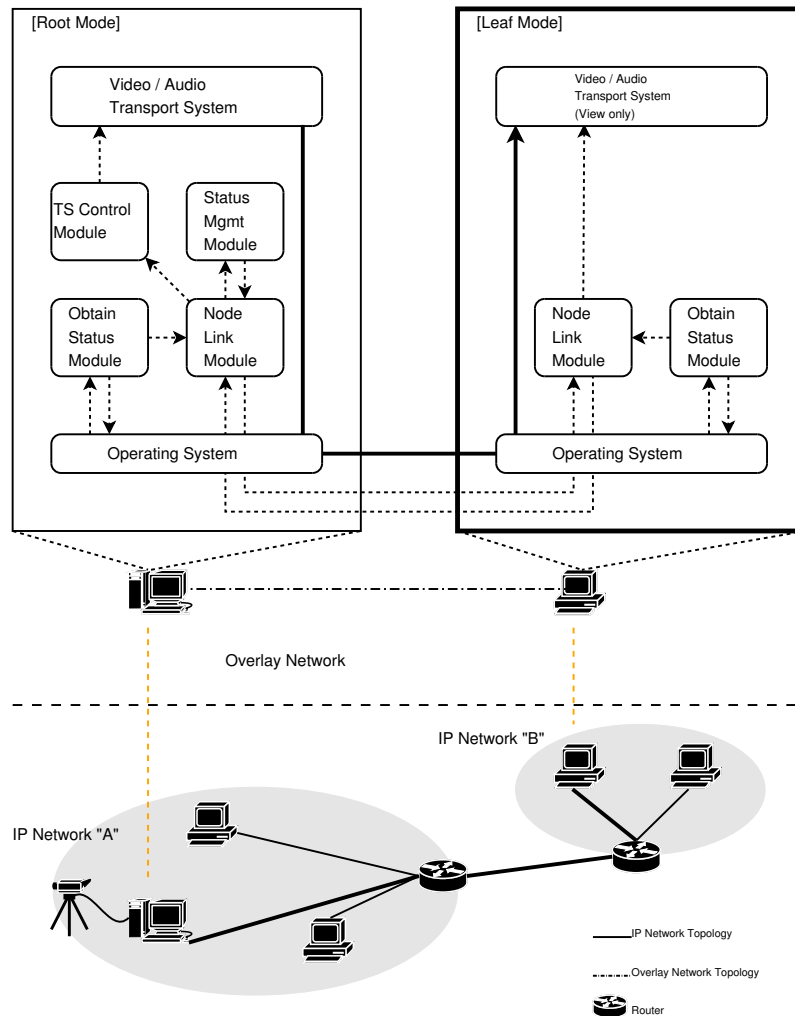 [Root Mode]
Video / Audio
Transport System
TS Control
Module
Status
Mgmt
Module
Obtain
Status
Module
Node
Link
Module
Operating System
[Leaf Mode]
Video / Audio
Transport System
(View only)
Node
Link
Module
Obtain
Status
Module
Operating System
Overlay Network
IP Network "B"
IP Network "A"
IP Network Topology
Overlay Network Topology
Router